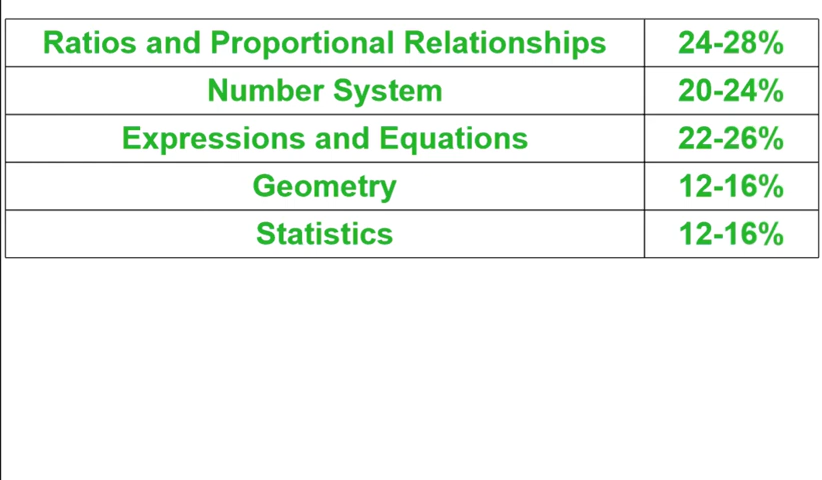 Ratios and Proportional Relationships 24-28%
Number System 20-24%
Expressions and Equations 22-26%
Geometry 12-16%
Statistics 12-16%